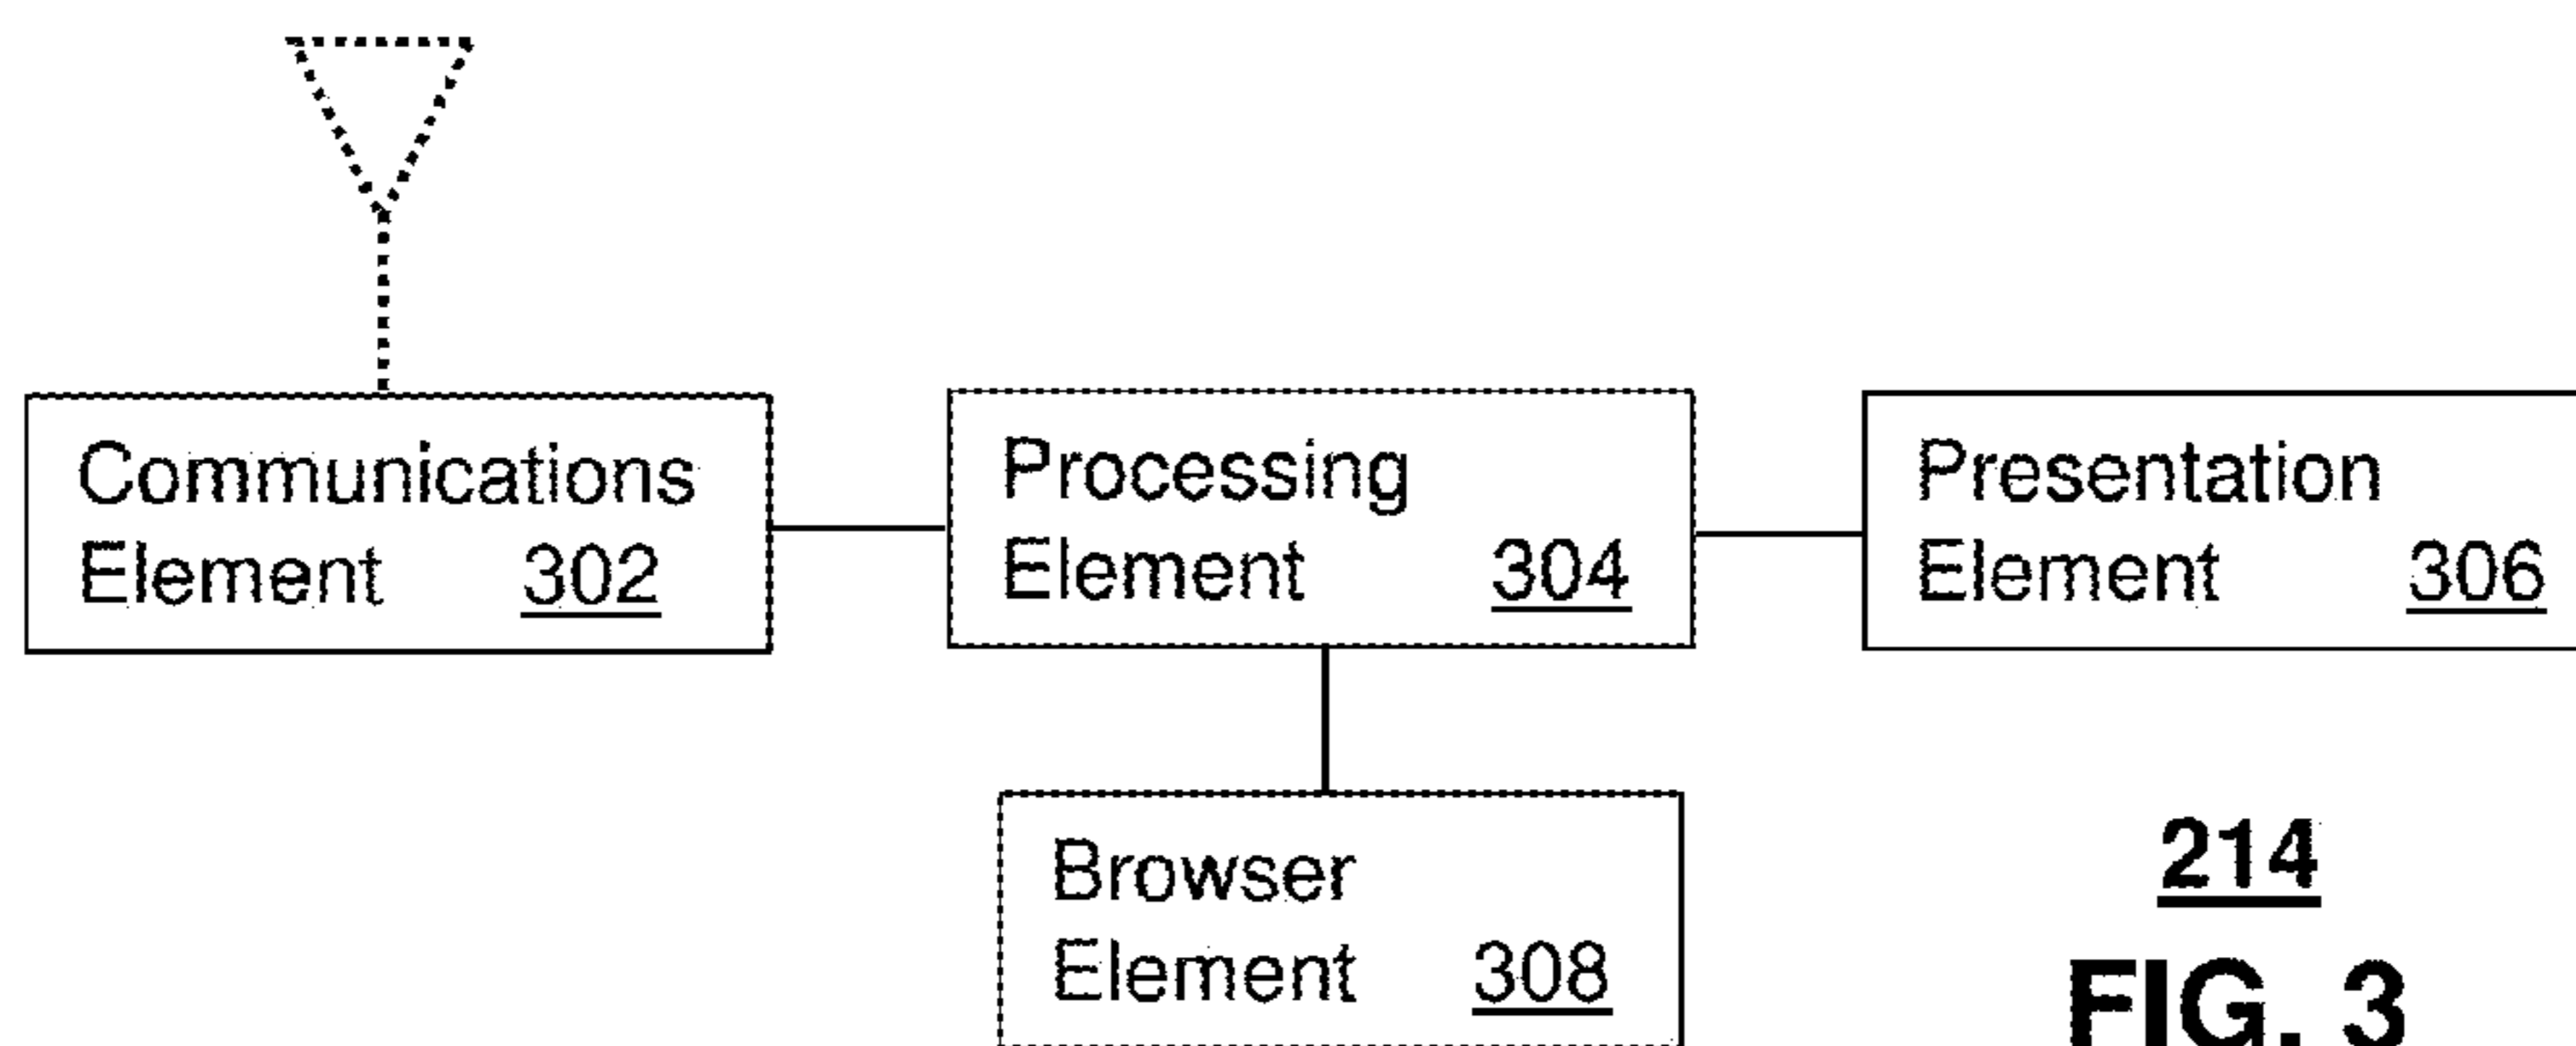 Communications
Element 302
Processing
Element 304
Presentation
Element 306
Browser
Element 308
214
FIG. 3